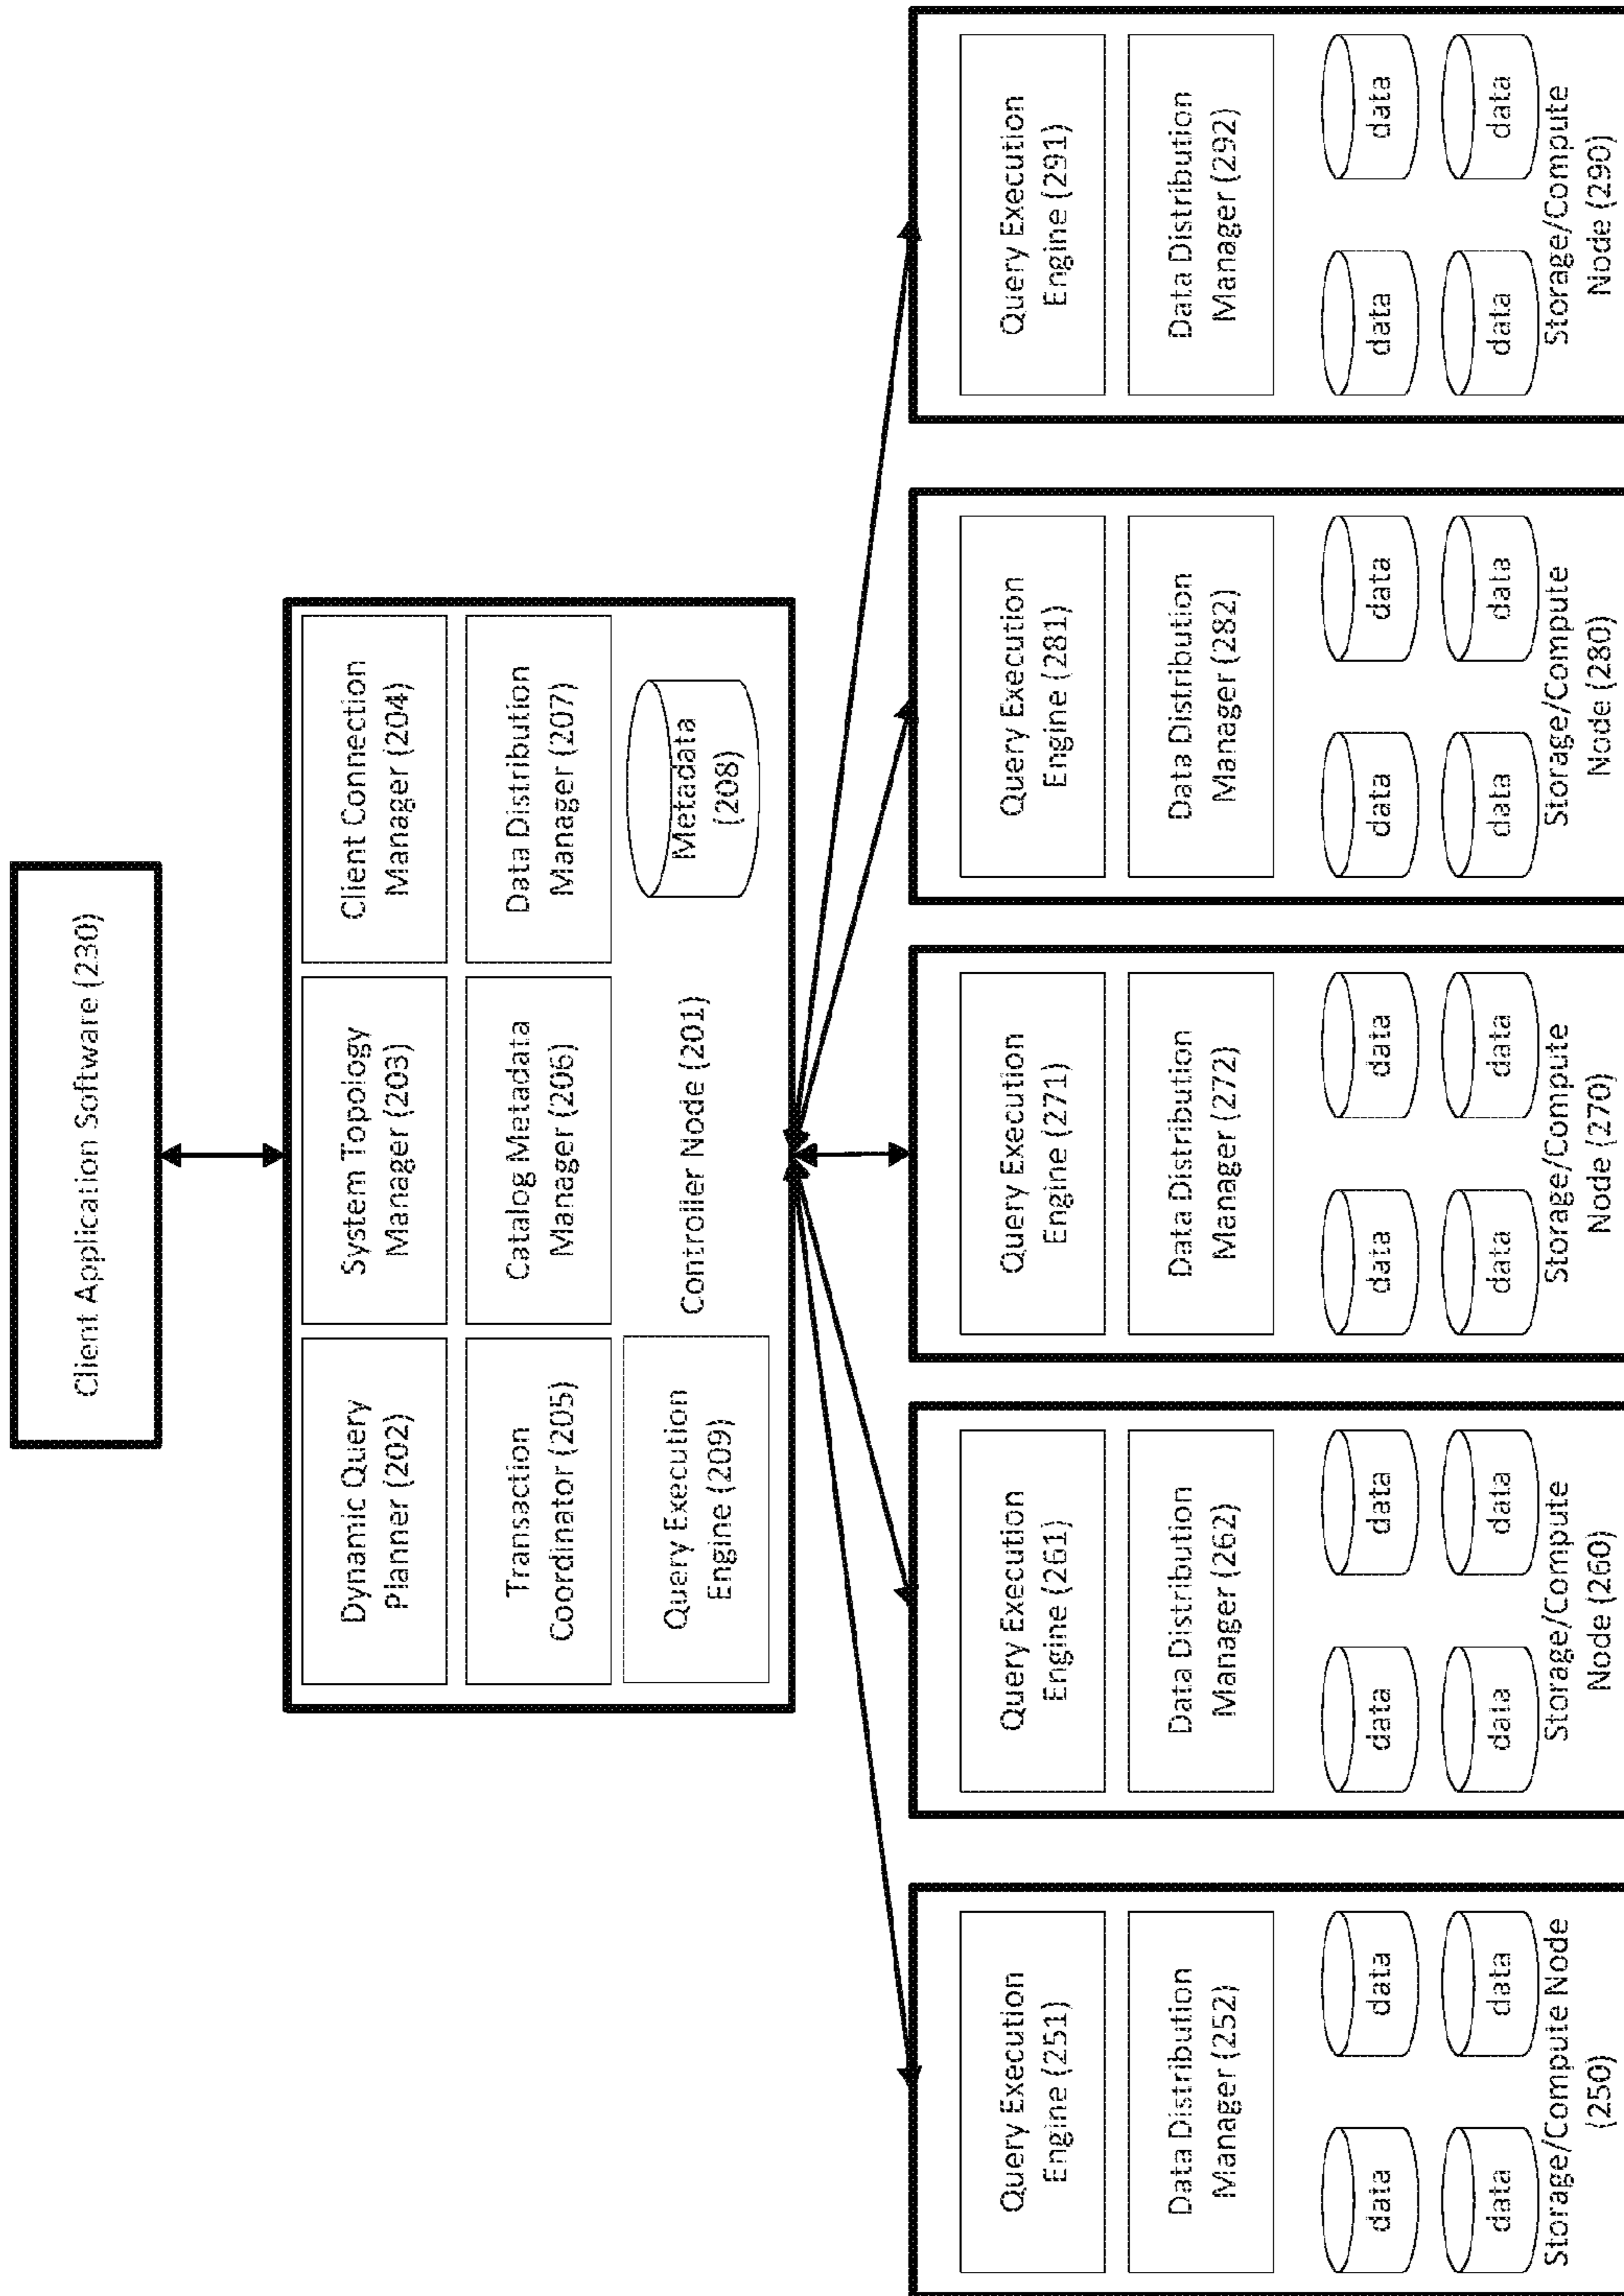 Client Application Software (230)
Dynamic Query
Planner (202)
System Topology
Manager (203)
Client Connection
Manager (204)
Transaction
Coordinator (205)
Catalog Metadata
Manager (206)
Data Distribution
Manager (207)
Query Execution
Engine (209)
Controller Node (201)
Metadata
(208)
Query Execution
Engine (251)
Data Distribution
Manager (252)
data
data
data
data
Storage/Compute Node
(250)
Query Execution
Engine (261)
Data Distribution
Manager (262)
data
data
data
data
Storage/Compute
Node (260)
Query Execution
Engine (271)
Data Distribution
Manager (272)
data
data
data
data
Storage/Compute
Node (270)
Query Execution
Engine (281)
Data Distribution
Manager (282)
data
data
data
data
Storage/Compute
Node (280)
Query Execution
Engine (291)
Data Distribution
Manager (292)
data
data
data
data
Storage/Compute
Node (290)